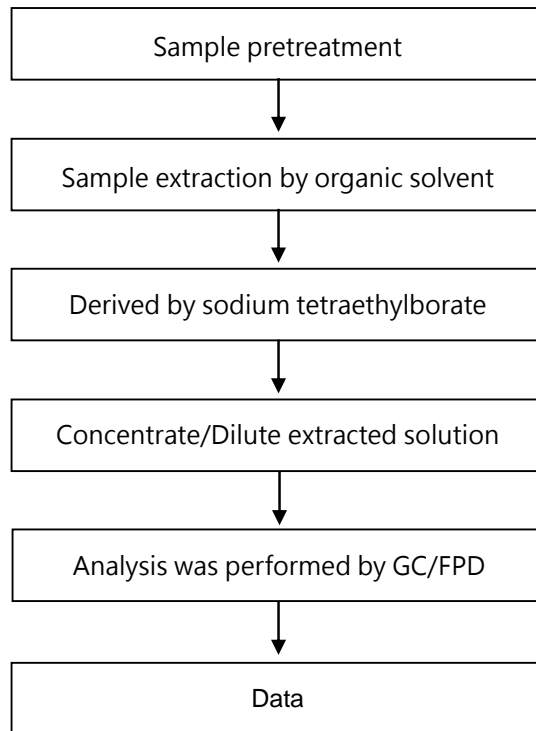 Sample pretreatment
Sample extraction by organic solvent
Derived by sodium tetraethylborate
Concentrate/Dilute extracted solution
Analysis was performed by GC/FPD
Data